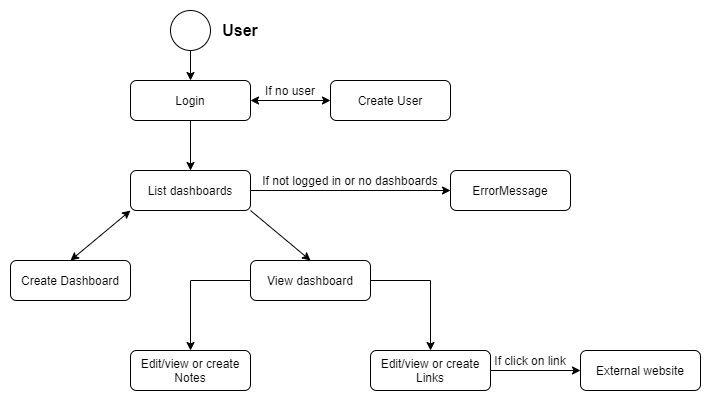 User
Login
If no user
Create User
List dashboards
If not logged in or no dashboards
ErrorMessage
Create Dashboard
View dashboard
Edit/view or create
Notes
Edit/view or create
Links
If click on link
External website